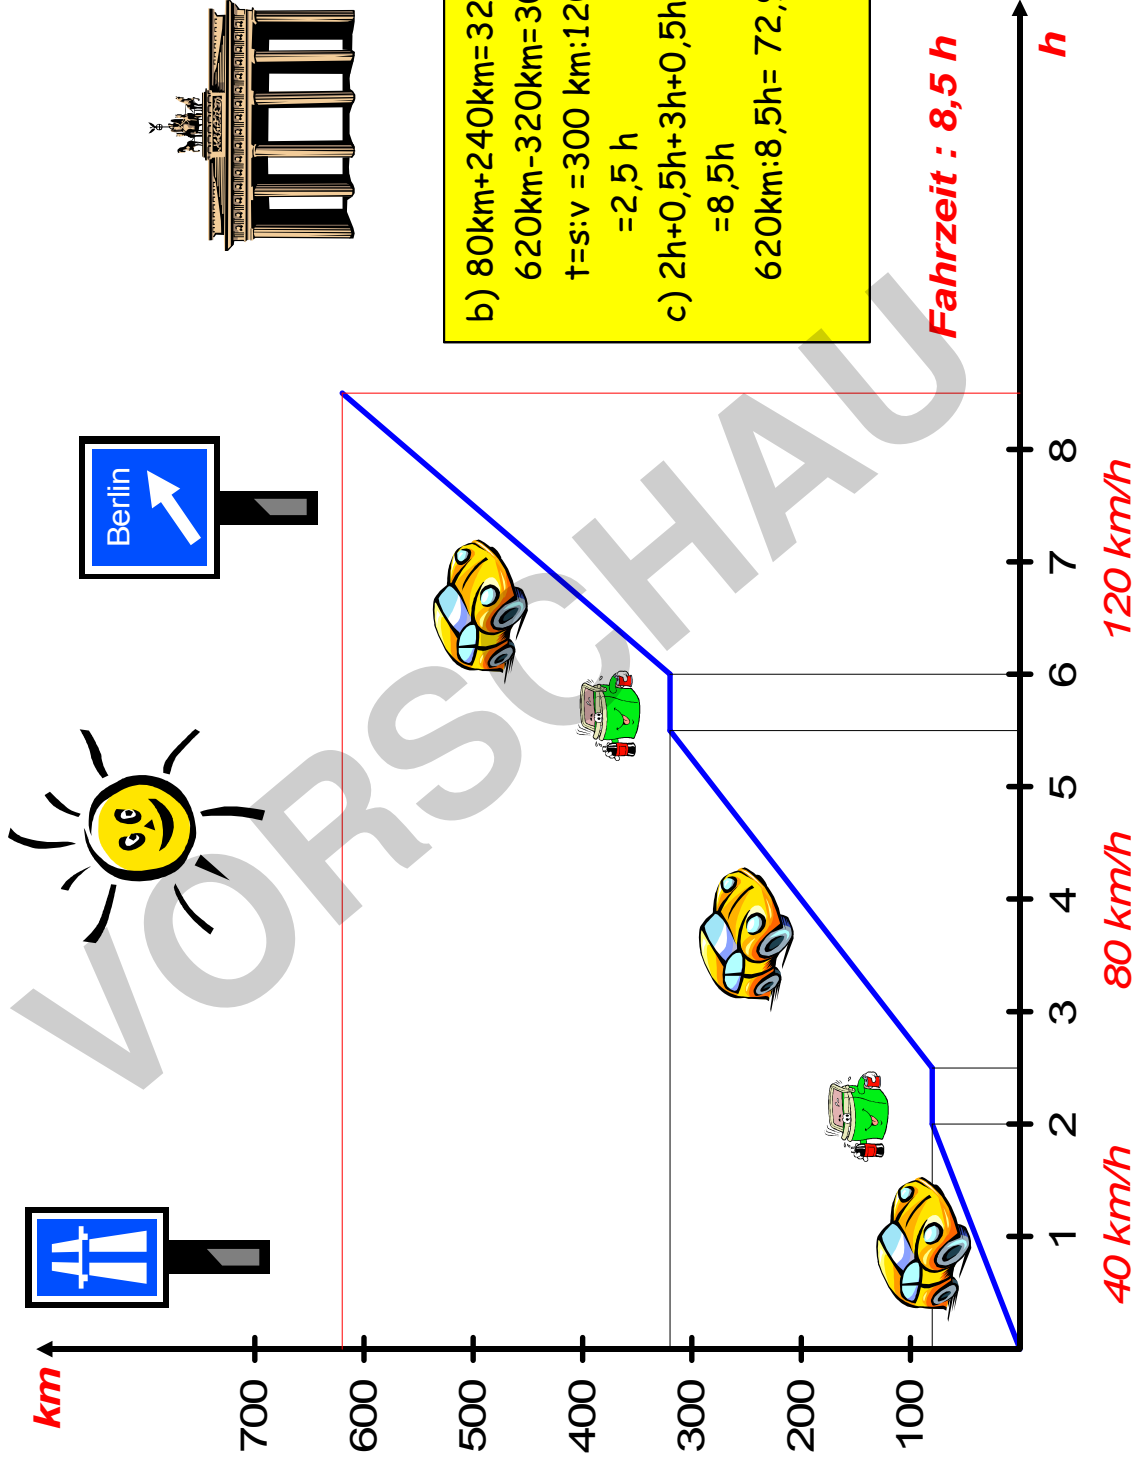 km
700
600
500
400
300
200
100
Berlin
b) 80km+240km=32
620km-320km=30
t=s:v =300 km:120
=2,5 h
c) 2h+0,5h+3h+0,5h
=8,5h
620km:8,5h= 72,9
Fahrzeit : 8,5 h
h
1 2 3 4 5 6 7 8
40 km/h 80 km/h 120 km/h
VORSCHAU